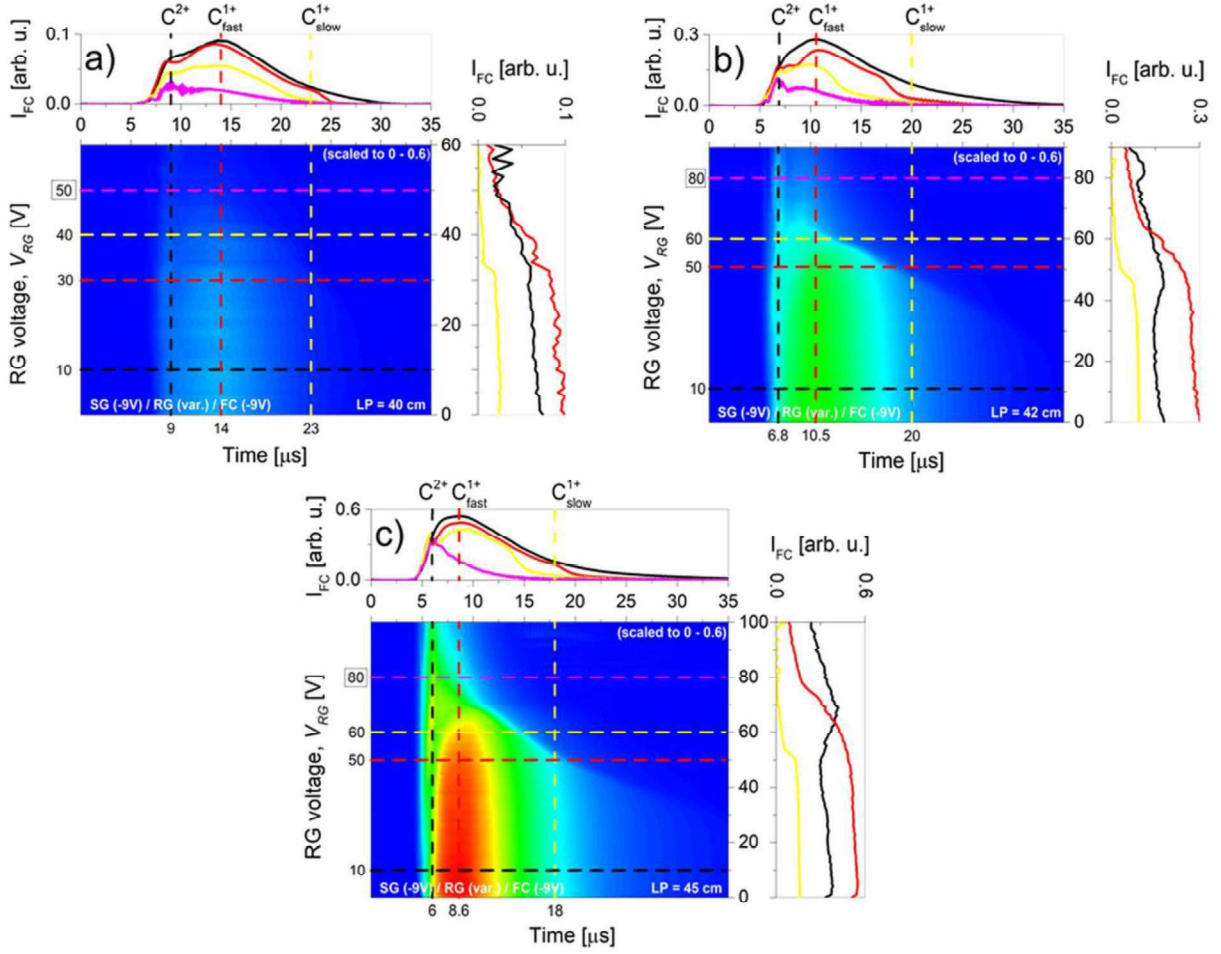 C2+ C1+fast C1+slow
a)
IFC [arb. u.]
0.1
0.0
0 5 10 15 20 25 30 35
IFC [arb. u.]
0.0 0.1
(scaled to 0 - 0.6)
RG voltage, VRG [V]
50
40
30
10
60
40
20
0
SG (-9V) / RG (var.) / FC (-9V) LP = 40 cm
9 14 23
Time [µs]
C2+ C1+fast C1+slow
b)
IFC [arb. u.]
0.3
0.0
0 5 10 15 20 25 30 35
IFC [arb. u.]
0.0 0.3
(scaled to 0 - 0.6)
RG voltage, VRG [V]
80
60
50
10
80
60
40
20
0
SG (-9V) / RG (var.) / FC (-9V) LP = 42 cm
6.8 10.5 20
Time [µs]
C2+ C1+fast C1+slow
c)
IFC [arb. u.]
0.6
0.0
0 5 10 15 20 25 30 35
IFC [arb. u.]
0.0 0.6
(scaled to 0 - 0.6)
RG voltage, VRG [V]
80
60
50
10
100
80
60
40
20
0
SG (-9V) / RG (var.) / FC (-9V) LP = 45 cm
6 8.6 18
Time [µs]